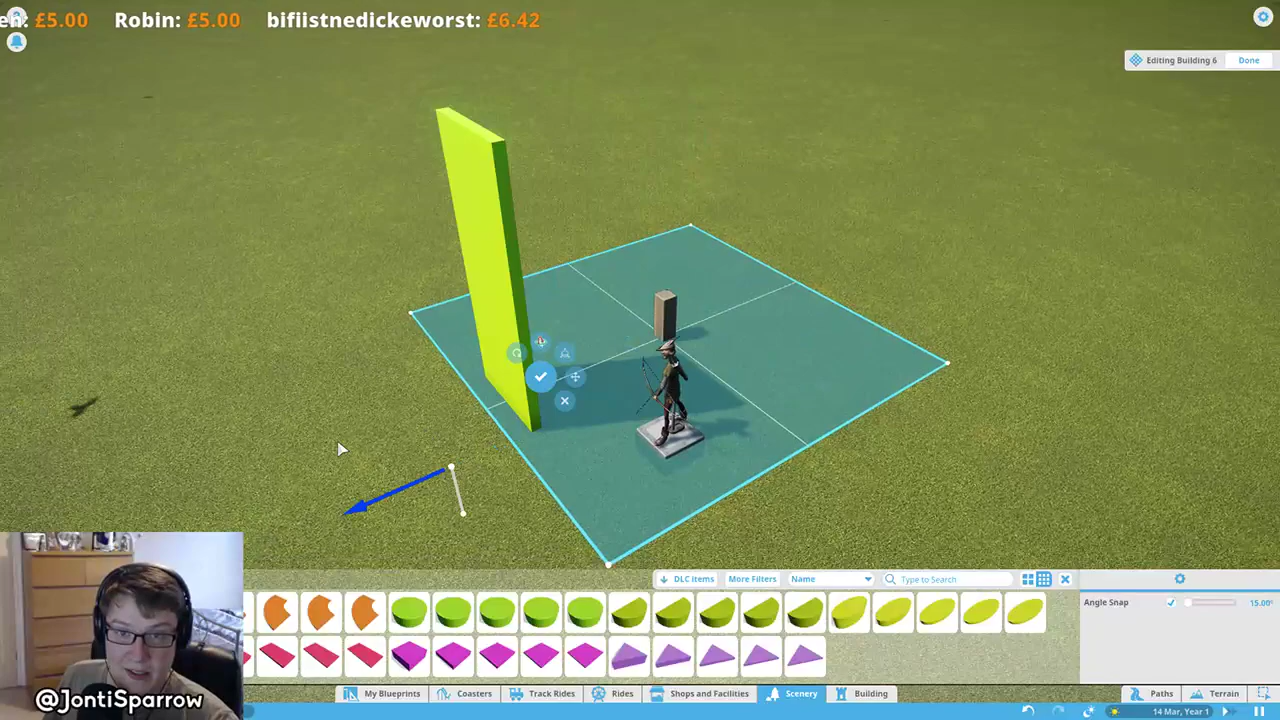 £5.00 Robin: £5.00 bifiistnedickeworst: £6.42
Editing Building 6 Done
DLC Items More Filters Name Type to Search
Angle Snap 15.00°
@JontiSparrow
My Blueprints Coasters Track Rides Rides Shops and Facilities Scenery Building Paths Terrain
14 Mar, Year 1